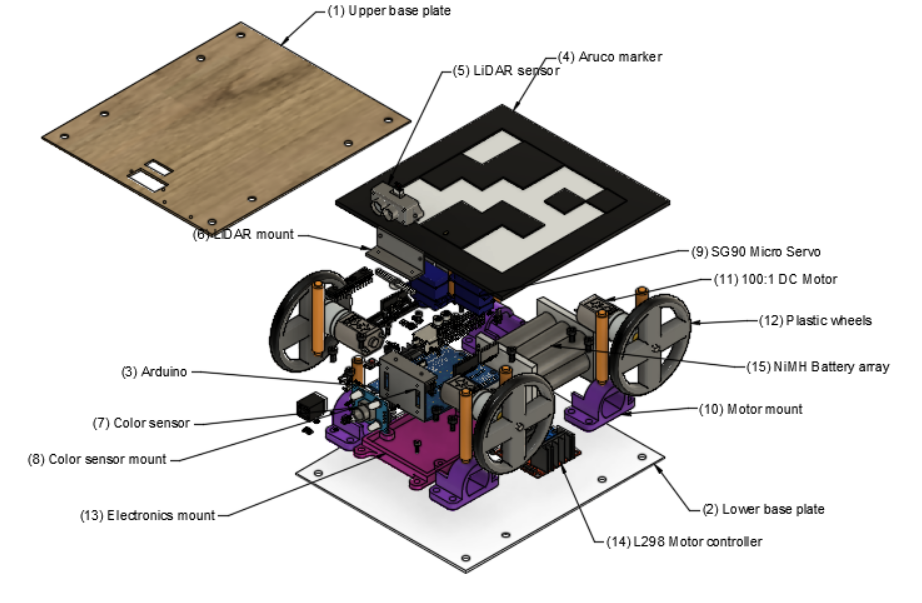 (1) Upper base plate
(4) Aruco marker
(5) LiDAR sensor
(6) LiDAR mount
(9) SG90 Micro Servo
(11) 100:1 DC Motor
(12) Plastic wheels
(3) Arduino
(15) NiMH Battery array
(7) Color sensor
(10) Motor mount
(8) Color sensor mount
(2) Lower base plate
(13) Electronics mount
(14) L298 Motor controller